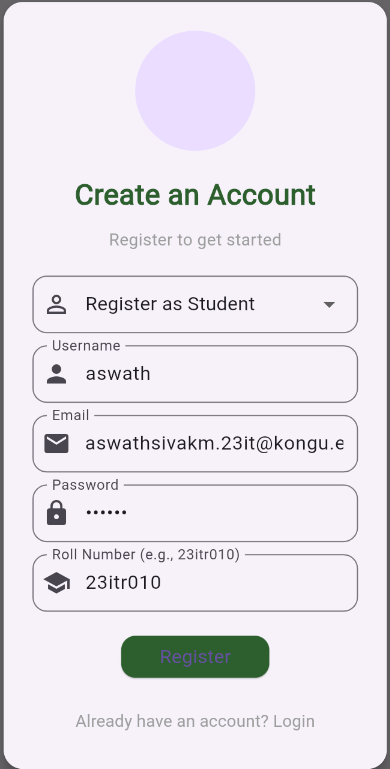 Create an Account
Register to get started
Register as Student
Username
aswath
Email
aswathsivakm.23it@kongu.e
Password
••••••
Roll Number (e.g., 23itr010)
23itr010
Register
Already have an account? Login